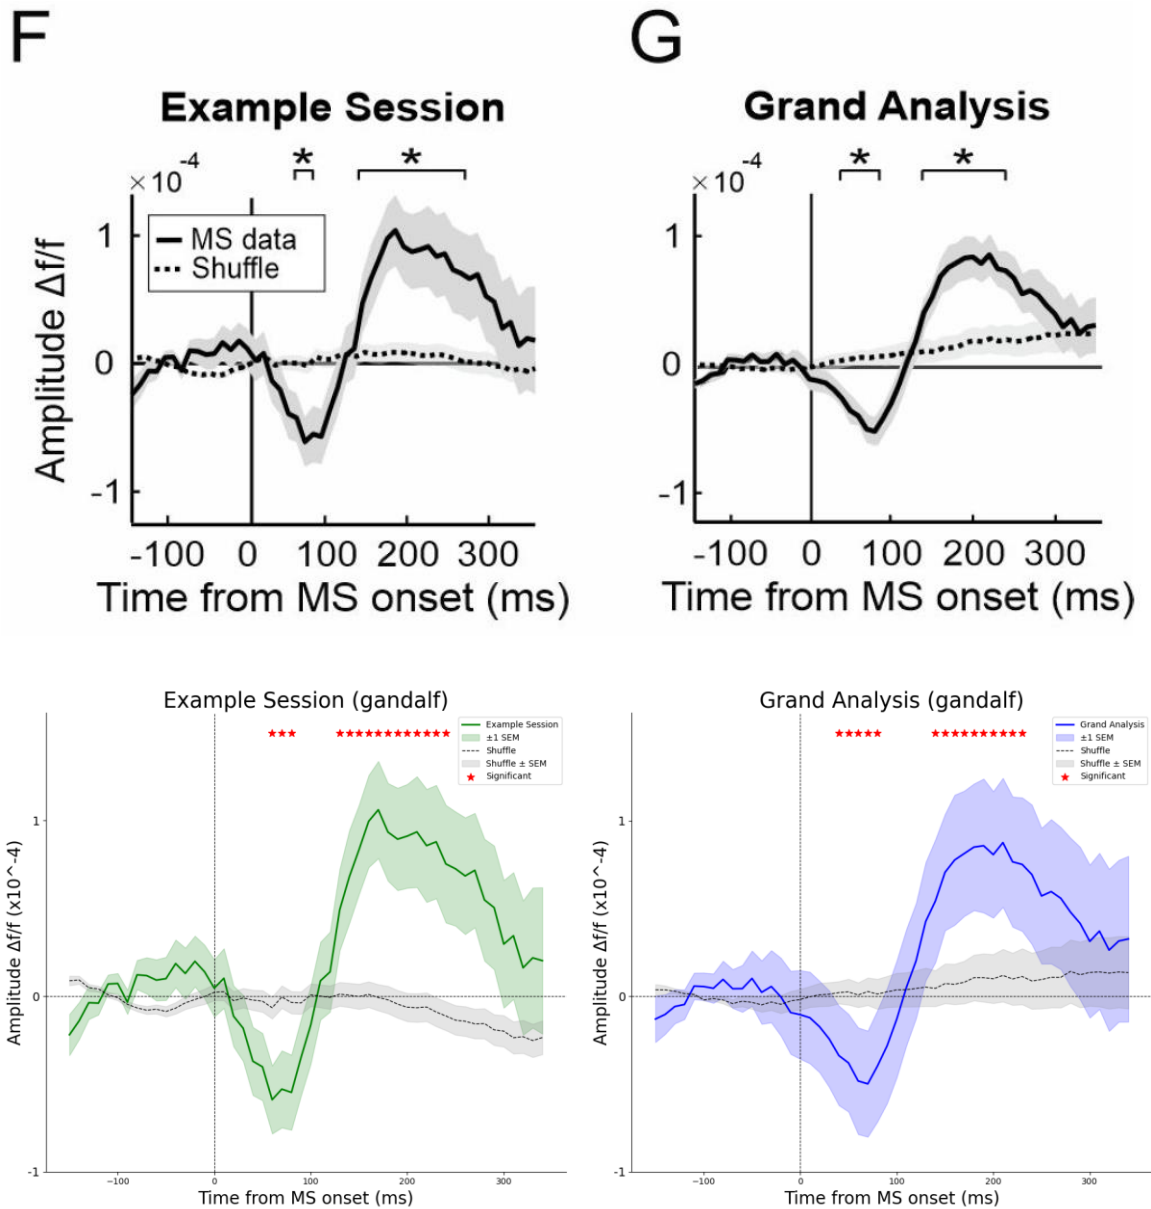 F
G
Example Session
Grand Analysis
×10-4
*
*
×10-4
*
*
MS data
Shuffle
1
0
-1
1
0
-1
Amplitude Δf/f
-100 0 100 200 300
-100 0 100 200 300
Time from MS onset (ms)
Time from MS onset (ms)
Example Session (gandalf)
Example Session
±1 SEM
Shuffle
Shuffle ± SEM
Significant
1
0
-1
Amplitude Δf/f (x10^-4)
−100 0 100 200 300
Time from MS onset (ms)
Grand Analysis (gandalf)
Grand Analysis
±1 SEM
Shuffle
Shuffle ± SEM
Significant
1
0
-1
Amplitude Δf/f (x10^-4)
−100 0 100 200 300
Time from MS onset (ms)